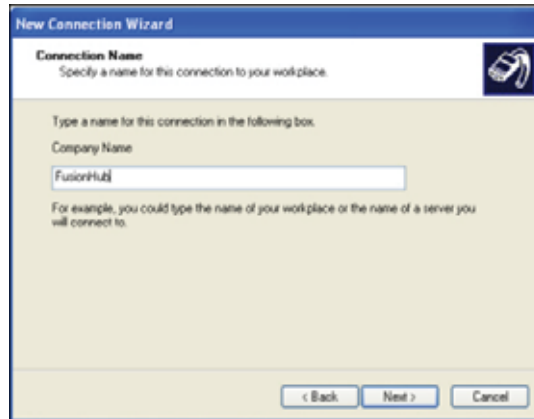 New Connection Wizard
Connection Name
Specify a name for this connection to your workplace.
Type a name for this connection in the following box.
Company Name
FusionHub
For example, you could type the name of your workplace or the name of a server you
will connect to.
< Back Next > Cancel